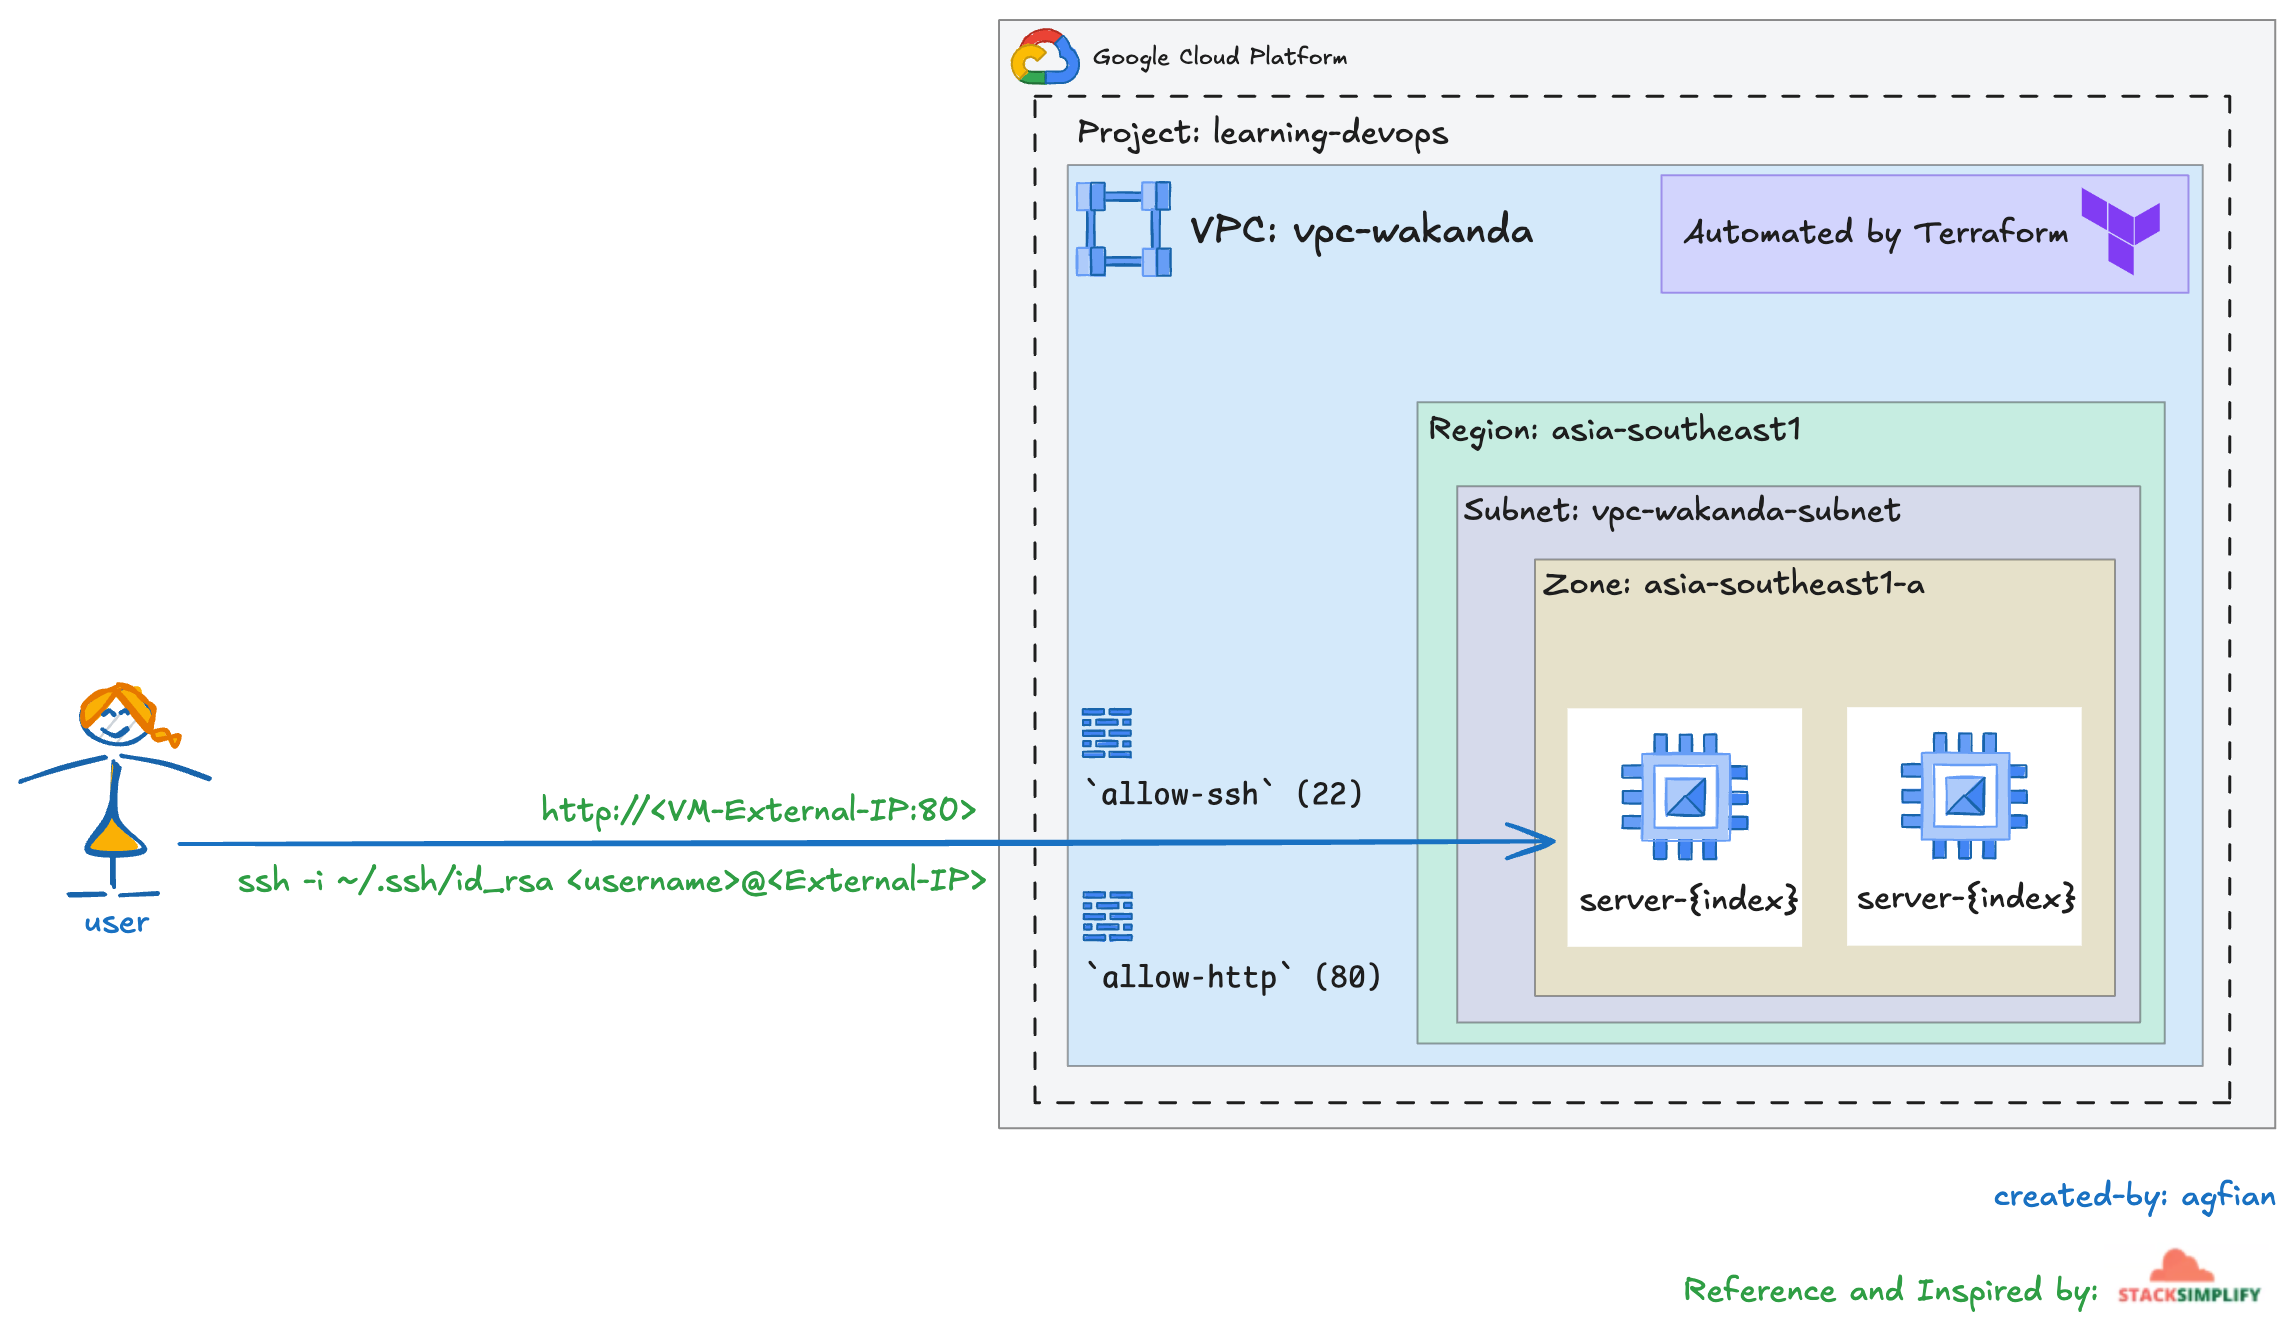 Google Cloud Platform
Project: learning-devops
VPC: vpc-wakanda
Automated by Terraform
Region: asia-southeast1
Subnet: vpc-wakanda-subnet
Zone: asia-southeast1-a
`allow-ssh` (22)
http://<VM-External-IP:80>
ssh -i ~/.ssh/id_rsa <username>@<External-IP>
user
server-{index}
server-{index}
`allow-http` (80)
created-by: agfian
Reference and Inspired by:
STACKSIMPLIFY